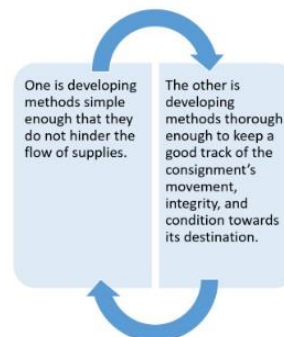 One is developing
methods simple
enough that they
do not hinder the
flow of supplies.
The other is
developing
methods thorough
enough to keep a
good track of the
consignment's
movement,
integrity, and
condition towards
its destination.